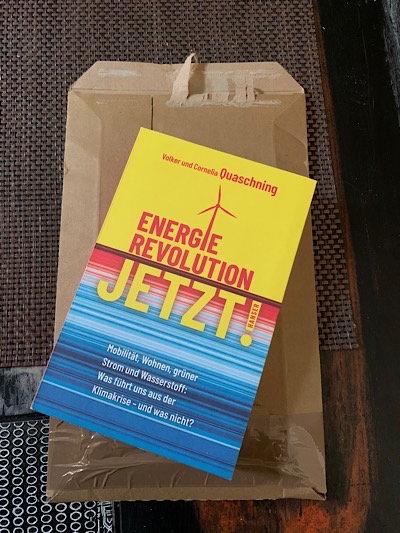 Volker und Cornelia Quaschning
ENERGIE
REVOLUTION
JETZT!
HANSER
Mobilität, Wohnen, grüner
Strom und Wasserstoff:
Was führt uns aus der
Klimakrise – und was nicht?